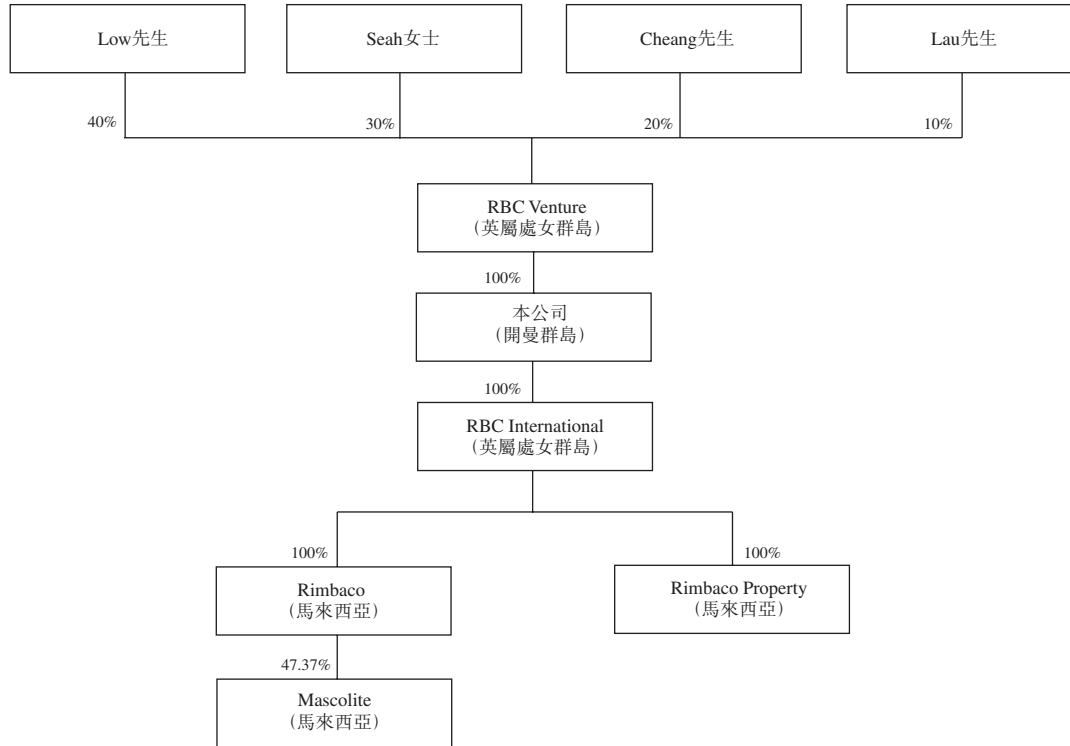 Low先生
Seah女士
Cheang先生
Lau先生
40%
30%
20%
10%
RBC Venture
(英屬處女群島)
100%
本公司
(開曼群島)
100%
RBC International
(英屬處女群島)
100%
100%
Rimbaco
(馬來西亞)
Rimbaco Property
(馬來西亞)
47.37%
Mascolite
(馬來西亞)